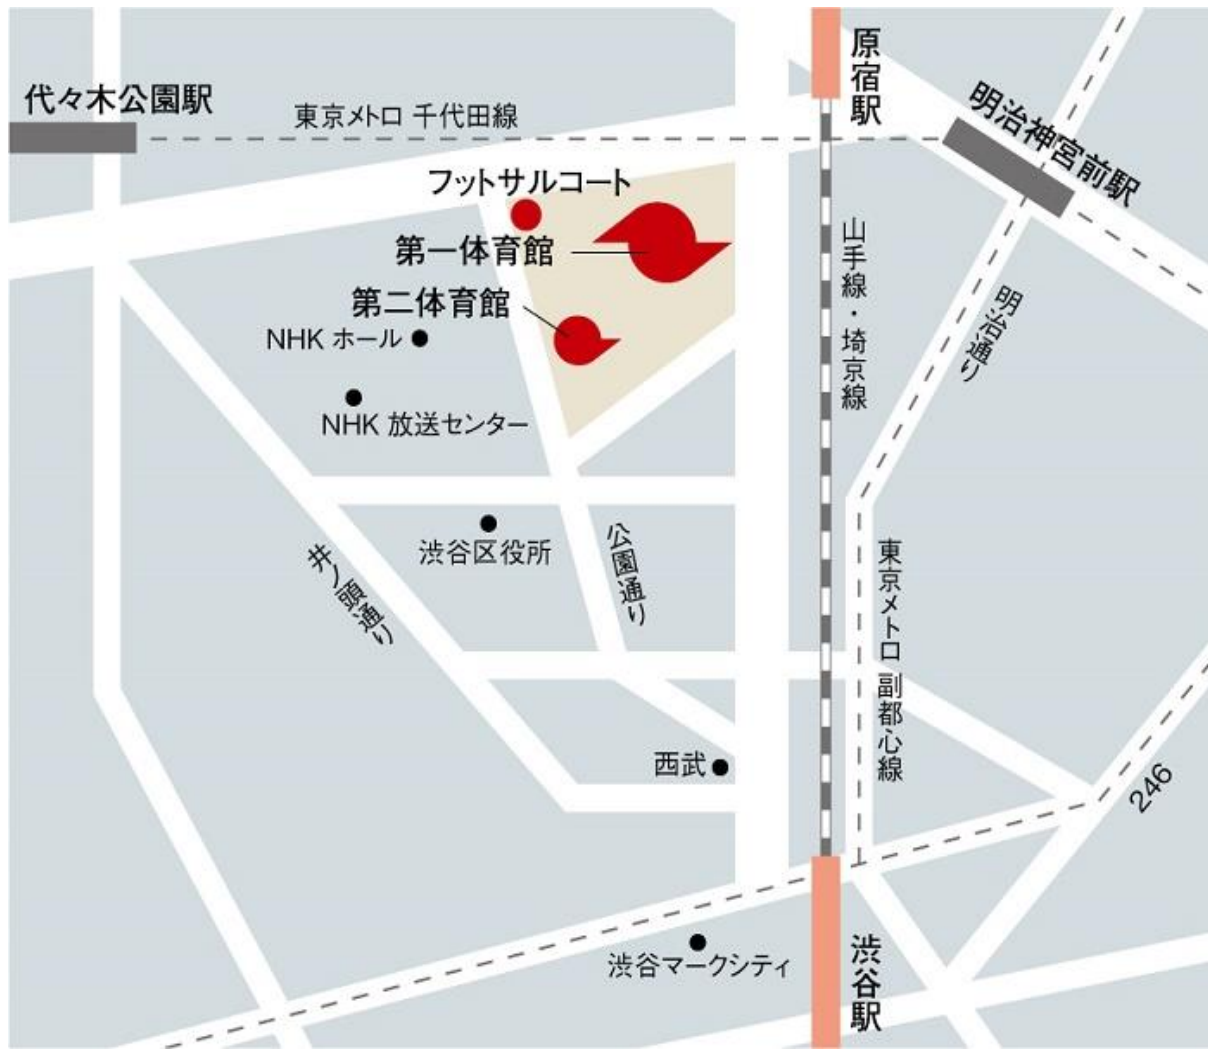 原宿駅
代々木公園駅
東京メトロ 千代田線
明治神宮前駅
フットサルコート
第一体育館
第二体育館
山手線・埼京線
NHK ホール
明治通り
NHK 放送センター
渋谷区役所
公園通り
井ノ頭通り
東京メトロ 副都心線
西武
246
渋谷マークシティ
渋谷駅